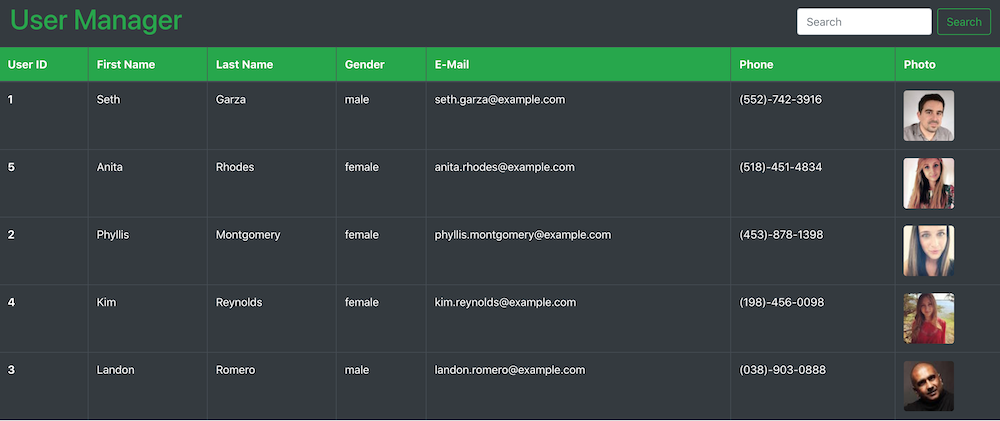 User Manager
Search Search
User ID First Name Last Name Gender E-Mail Phone Photo
1 Seth Garza male seth.garza@example.com (552)-742-3916
5 Anita Rhodes female anita.rhodes@example.com (518)-451-4834
2 Phyllis Montgomery female phyllis.montgomery@example.com (453)-878-1398
4 Kim Reynolds female kim.reynolds@example.com (198)-456-0098
3 Landon Romero male landon.romero@example.com (038)-903-0888